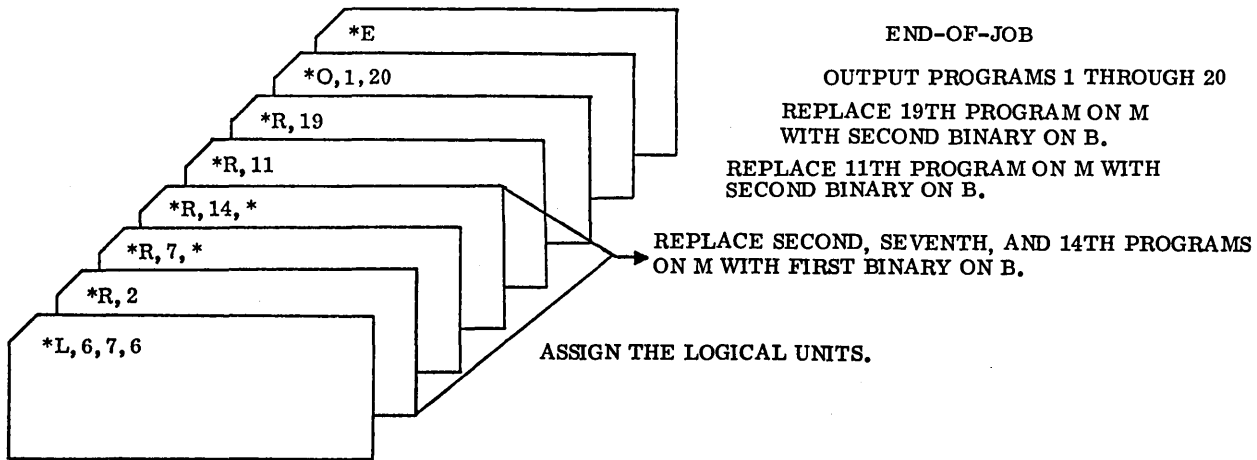 *E
END-OF-JOB
*O,1,20
OUTPUT PROGRAMS 1 THROUGH 20
*R,19
REPLACE 19TH PROGRAM ON M
WITH SECOND BINARY ON B.
*R,11
REPLACE 11TH PROGRAM ON M WITH
SECOND BINARY ON B.
*R,14,*
*R,7,*
*R,2
REPLACE SECOND, SEVENTH, AND 14TH PROGRAMS
ON M WITH FIRST BINARY ON B.
*L,6,7,6
ASSIGN THE LOGICAL UNITS.